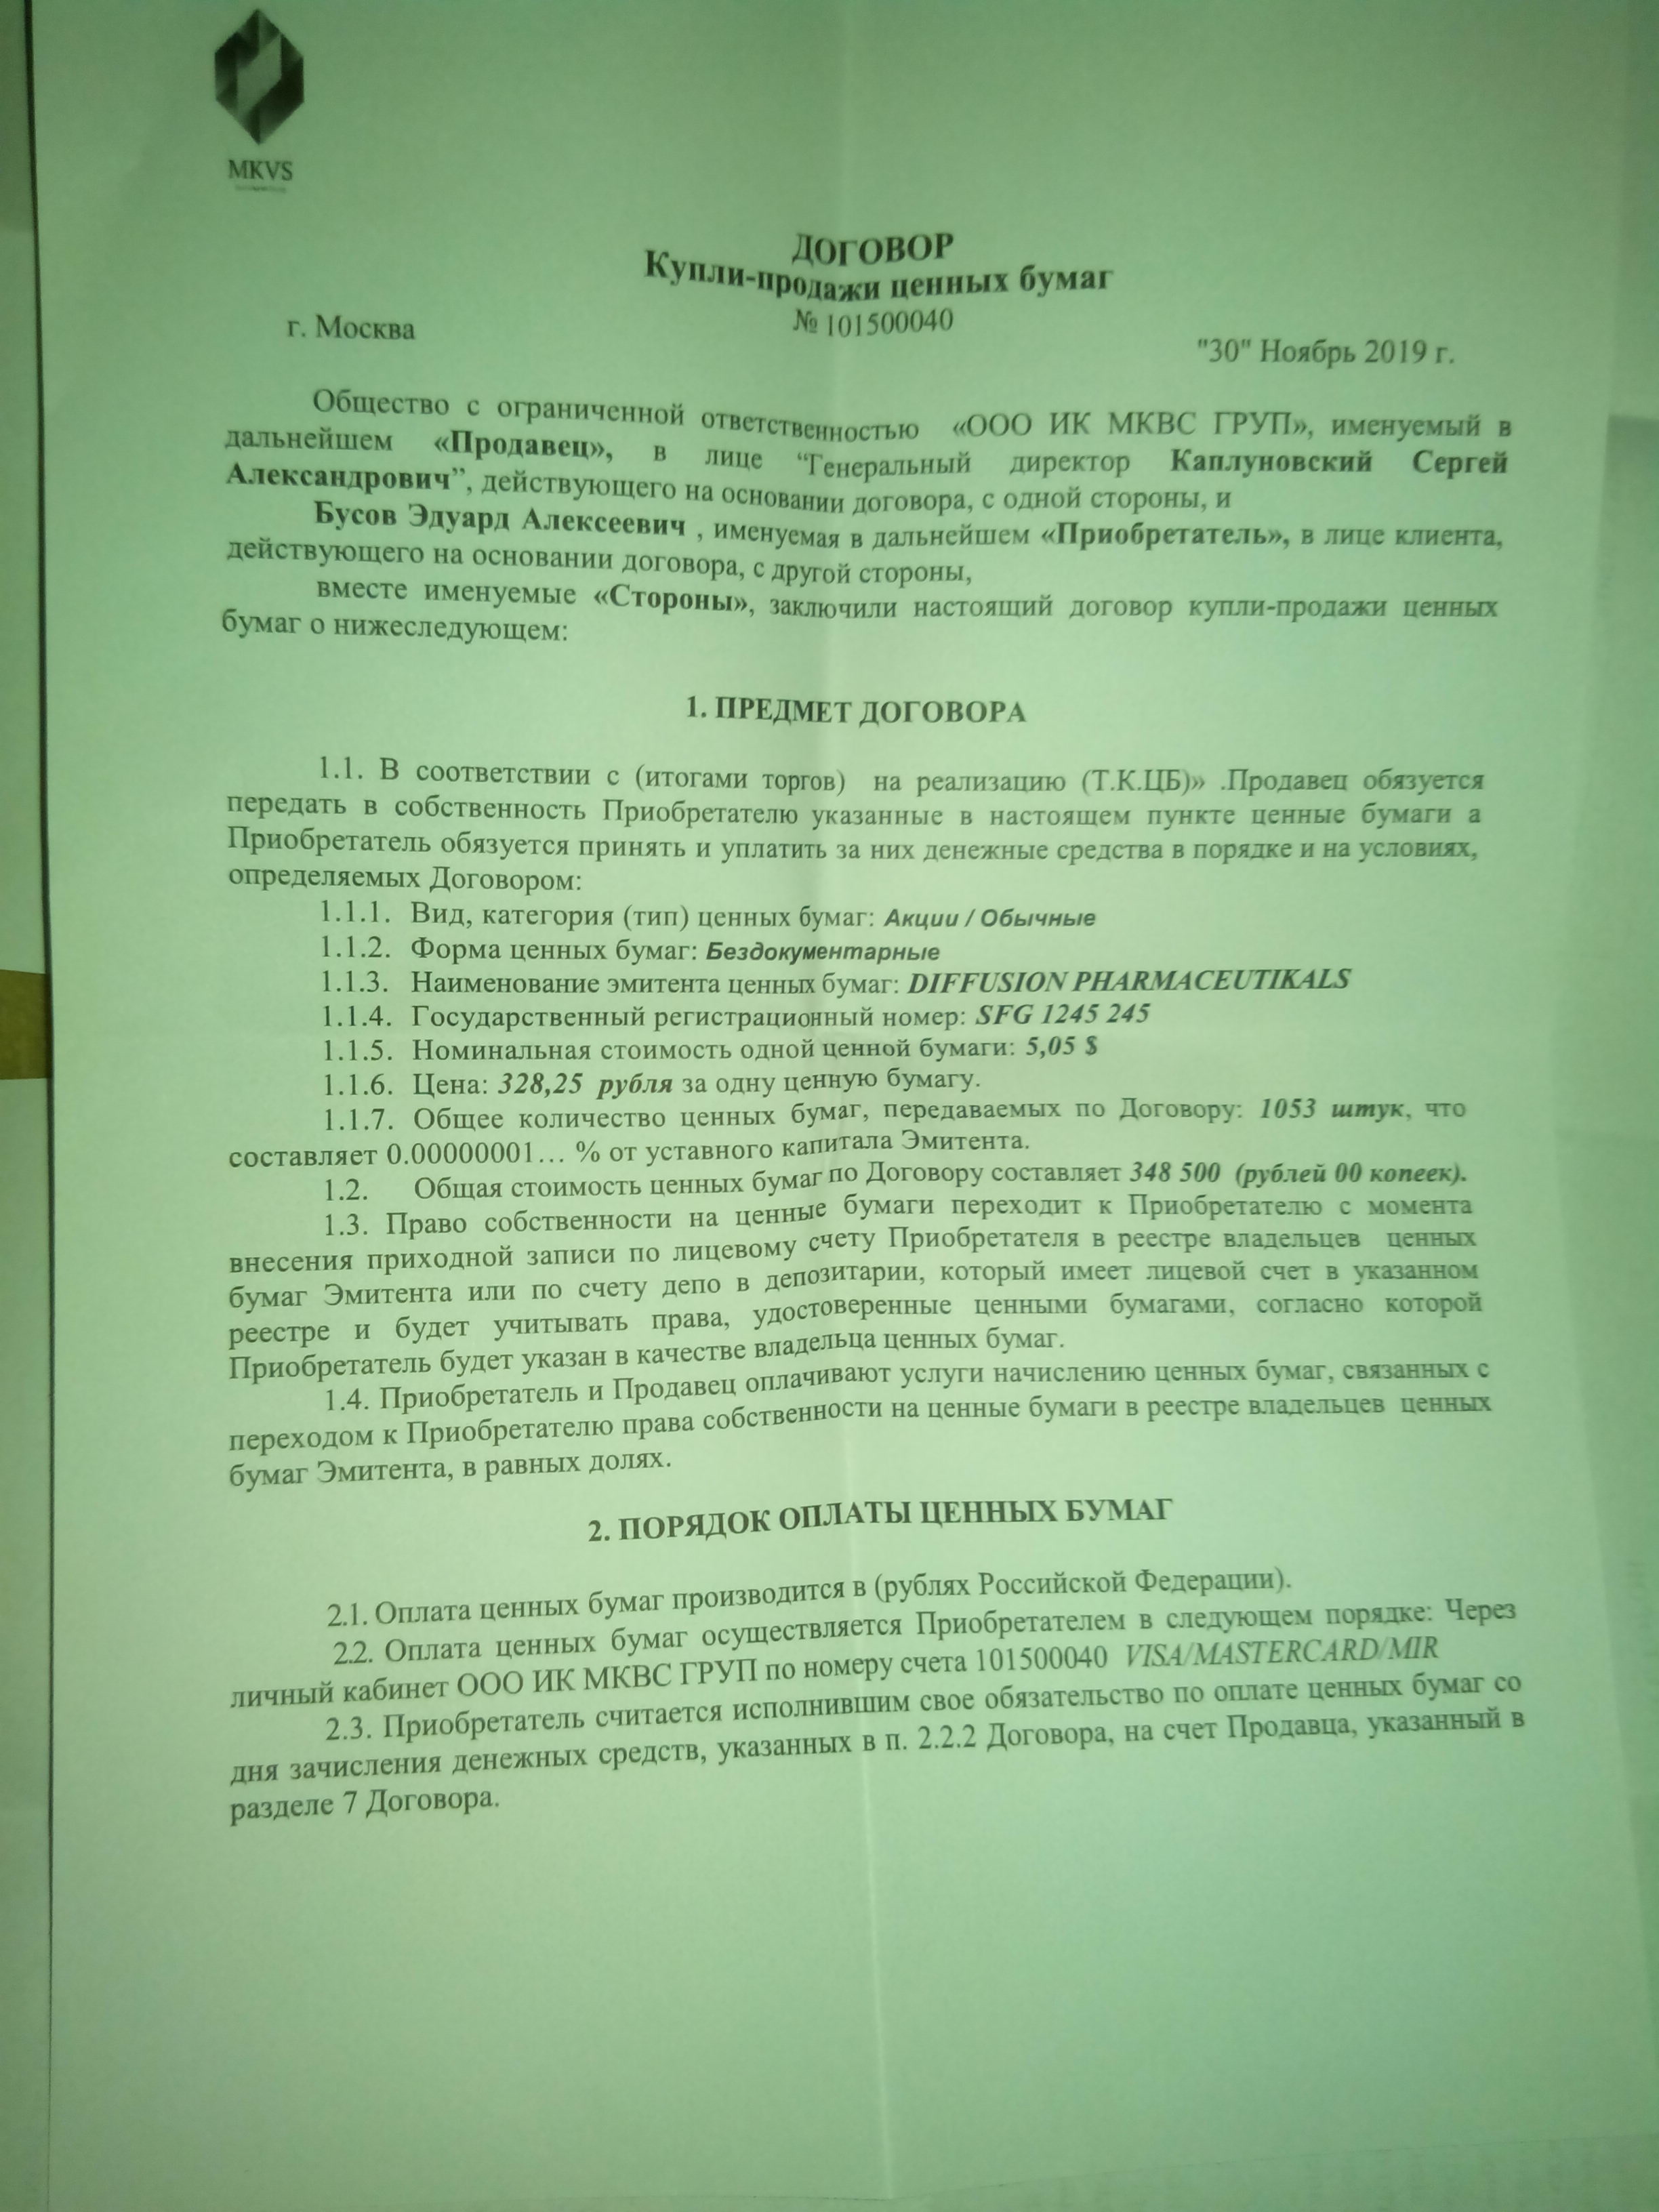 MKVS
ДОГОВОР
Купли-продажи ценных бумаг
№ 101500040
г. Москва
"30" Ноябрь 2019 г.
Общество с ограниченной ответственностью «ООО ИК МКВС ГРУП», именуемый в
дальнейшем «Продавец», в лице “Генеральный директор Каплуновский Сергей
Александрович”, действующего на основании договора, с одной стороны, и
Бусов Эдуард Алексеевич , именуемая в дальнейшем «Приобретатель», в лице клиента,
действующего на основании договора, с другой стороны,
вместе именуемые «Стороны», заключили настоящий договор купли-продажи ценных
бумаг о нижеследующем:
1. ПРЕДМЕТ ДОГОВОРА
1.1. В соответствии с (итогами торгов) на реализацию (Т.К.ЦБ)» .Продавец обязуется
передать в собственность Приобретателю указанные в настоящем пункте ценные бумаги а
Приобретатель обязуется принять и уплатить за них денежные средства в порядке и на условиях,
определяемых Договором:
1.1.1. Вид, категория (тип) ценных бумаг: Акции / Обычные
1.1.2. Форма ценных бумаг: Бездокументарные
1.1.3. Наименование эмитента ценных бумаг: DIFFUSION PHARMACEUTIKALS
1.1.4. Государственный регистрационный номер: SFG 1245 245
1.1.5. Номинальная стоимость одной ценной бумаги: 5,05 $
1.1.6. Цена: 328,25 рубля за одну ценную бумагу.
1.1.7. Общее количество ценных бумаг, передаваемых по Договору: 1053 штук, что
составляет 0.00000001… % от уставного капитала Эмитента.
1.2. Общая стоимость ценных бумаг по Договору составляет 348 500 (рублей 00 копеек).
1.3. Право собственности на ценные бумаги переходит к Приобретателю с момента
внесения приходной записи по лицевому счету Приобретателя в реестре владельцев ценных
бумаг Эмитента или по счету депо в депозитарии, который имеет лицевой счет в указанном
реестре и будет учитывать права, удостоверенные ценными бумагами, согласно которой
Приобретатель будет указан в качестве владельца ценных бумаг.
1.4. Приобретатель и Продавец оплачивают услуги начислению ценных бумаг, связанных с
переходом к Приобретателю права собственности на ценные бумаги в реестре владельцев ценных
бумаг Эмитента, в равных долях.
2. ПОРЯДОК ОПЛАТЫ ЦЕННЫХ БУМАГ
2.1. Оплата ценных бумаг производится в (рублях Российской Федерации).
2.2. Оплата ценных бумаг осуществляется Приобретателем в следующем порядке: Через
личный кабинет ООО ИК МКВС ГРУП по номеру счета 101500040 VISA/MASTERCARD/MIR
2.3. Приобретатель считается исполнившим свое обязательство по оплате ценных бумаг со
дня зачисления денежных средств, указанных в п. 2.2.2 Договора, на счет Продавца, указанный в
разделе 7 Договора.